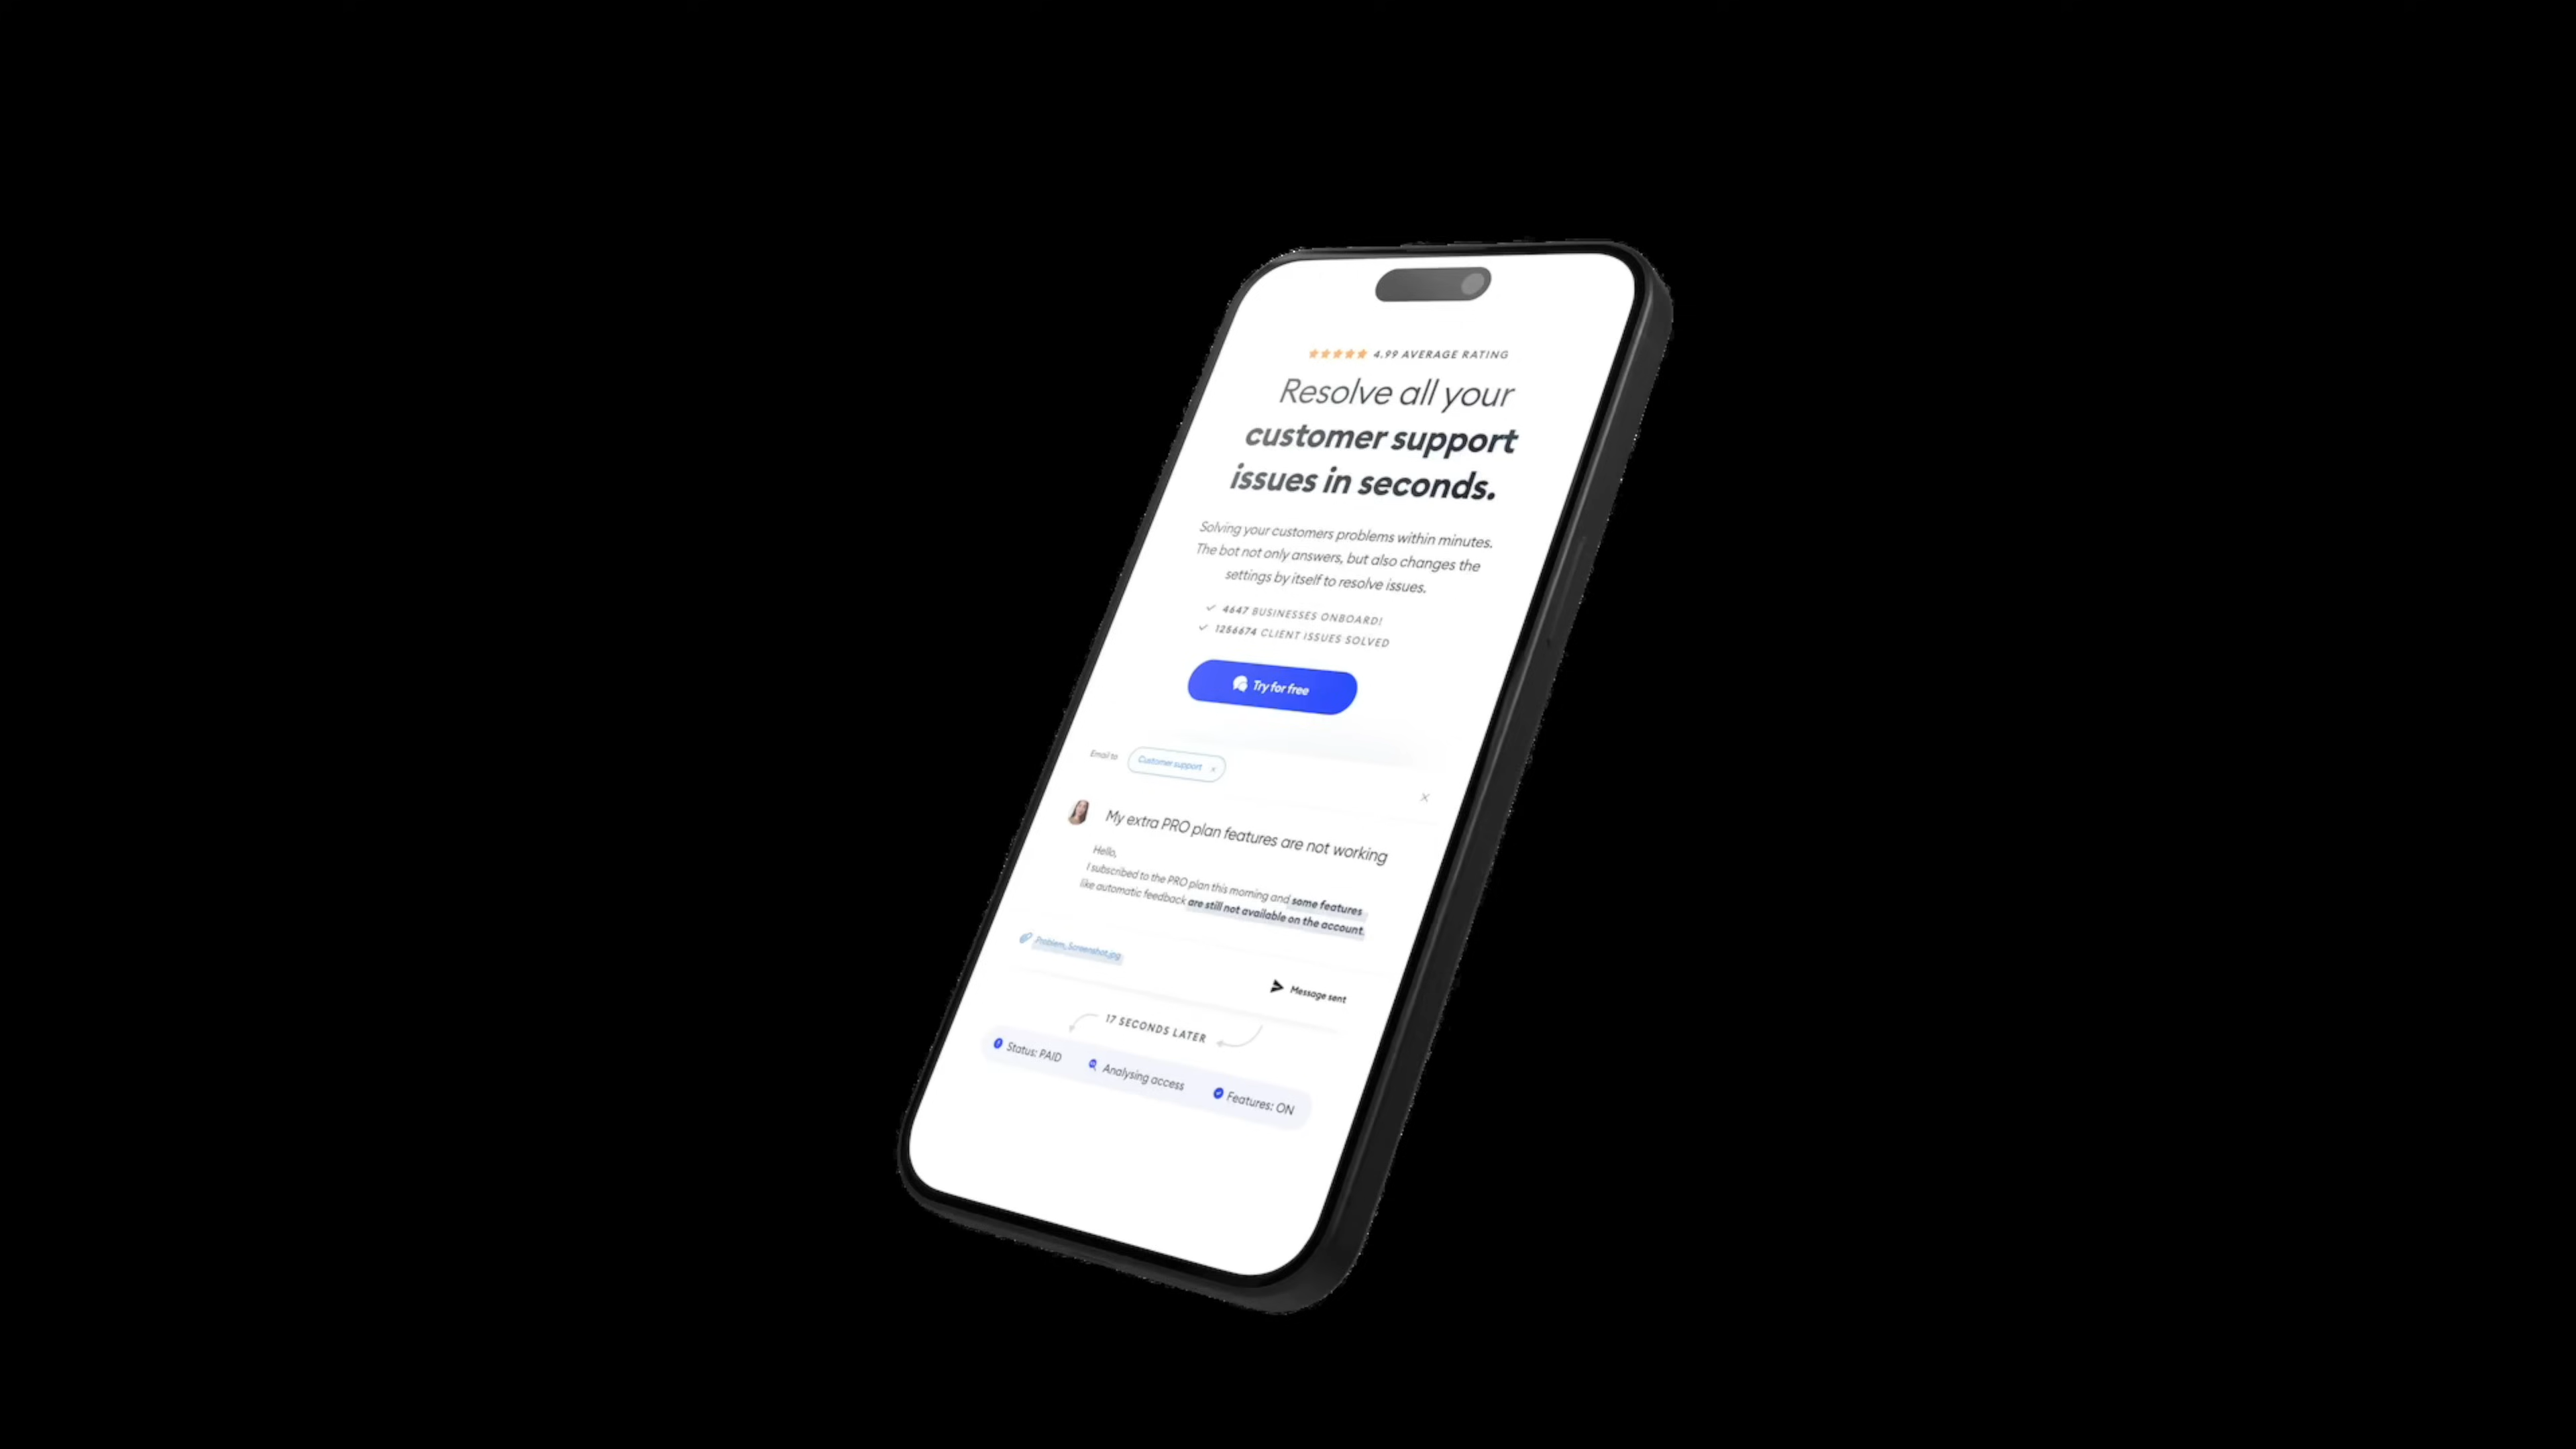 4.99 AVERAGE RATING
Resolve all your
customer support
issues in seconds.
Solving your customers problems within minutes.
The bot not only answers, but also changes the
settings by itself to resolve issues.
4647 BUSINESSES ONBOARD!
1256674 CLIENT ISSUES SOLVED
Try for free
Email to
Customer support
My extra PRO plan features are not working
Hello,
I subscribed to the PRO plan this morning and some features
like automatic feedback are still not available on the account.
Problem_Screenshot.jpg
Message sent
17 SECONDS LATER
Status: PAID
Analysing access
Features: ON